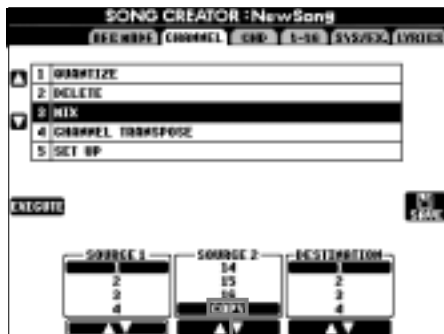 SONG CREATOR : NewSong
REC MODE CHANNEL CHD 1-16 SYS/EX. LYRICS
1 QUANTIZE
2 DELETE
3 MIX
4 CHANNEL TRANSPOSE
5 SET UP
EXECUTE
SAVE
SOURCE 1 SOURCE 2 DESTINATION
1 14 1
2 15 2
3 16 3
4 COPY 4